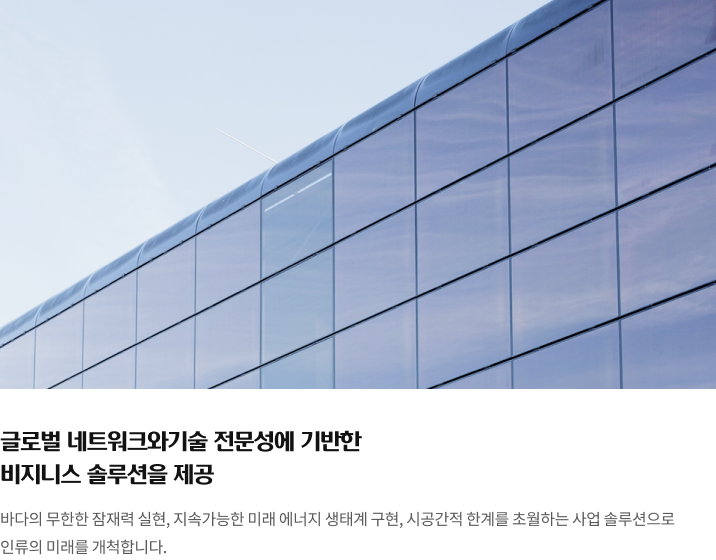 글로벌 네트워크와기술 전문성에 기반한
비지니스 솔루션을 제공
바다의 무한한 잠재력 실현, 지속가능한 미래 에너지 생태계 구현, 시공간적 한계를 초월하는 사업 솔루션으로
인류의 미래를 개척합니다.